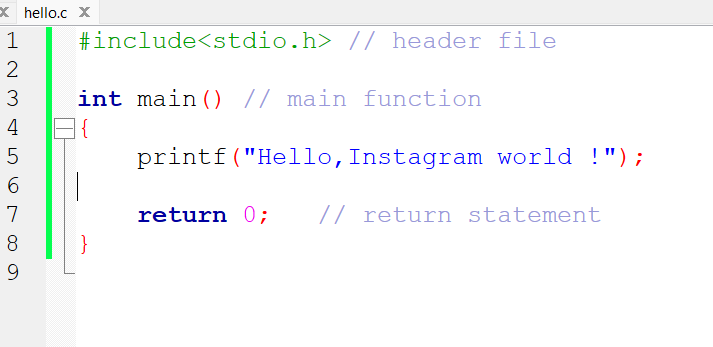 hello.c
1 #include<stdio.h> // header file
2
3 int main() // main function
4 {
5     printf("Hello,Instagram world !");
6
7     return 0;   // return statement
8 }
9